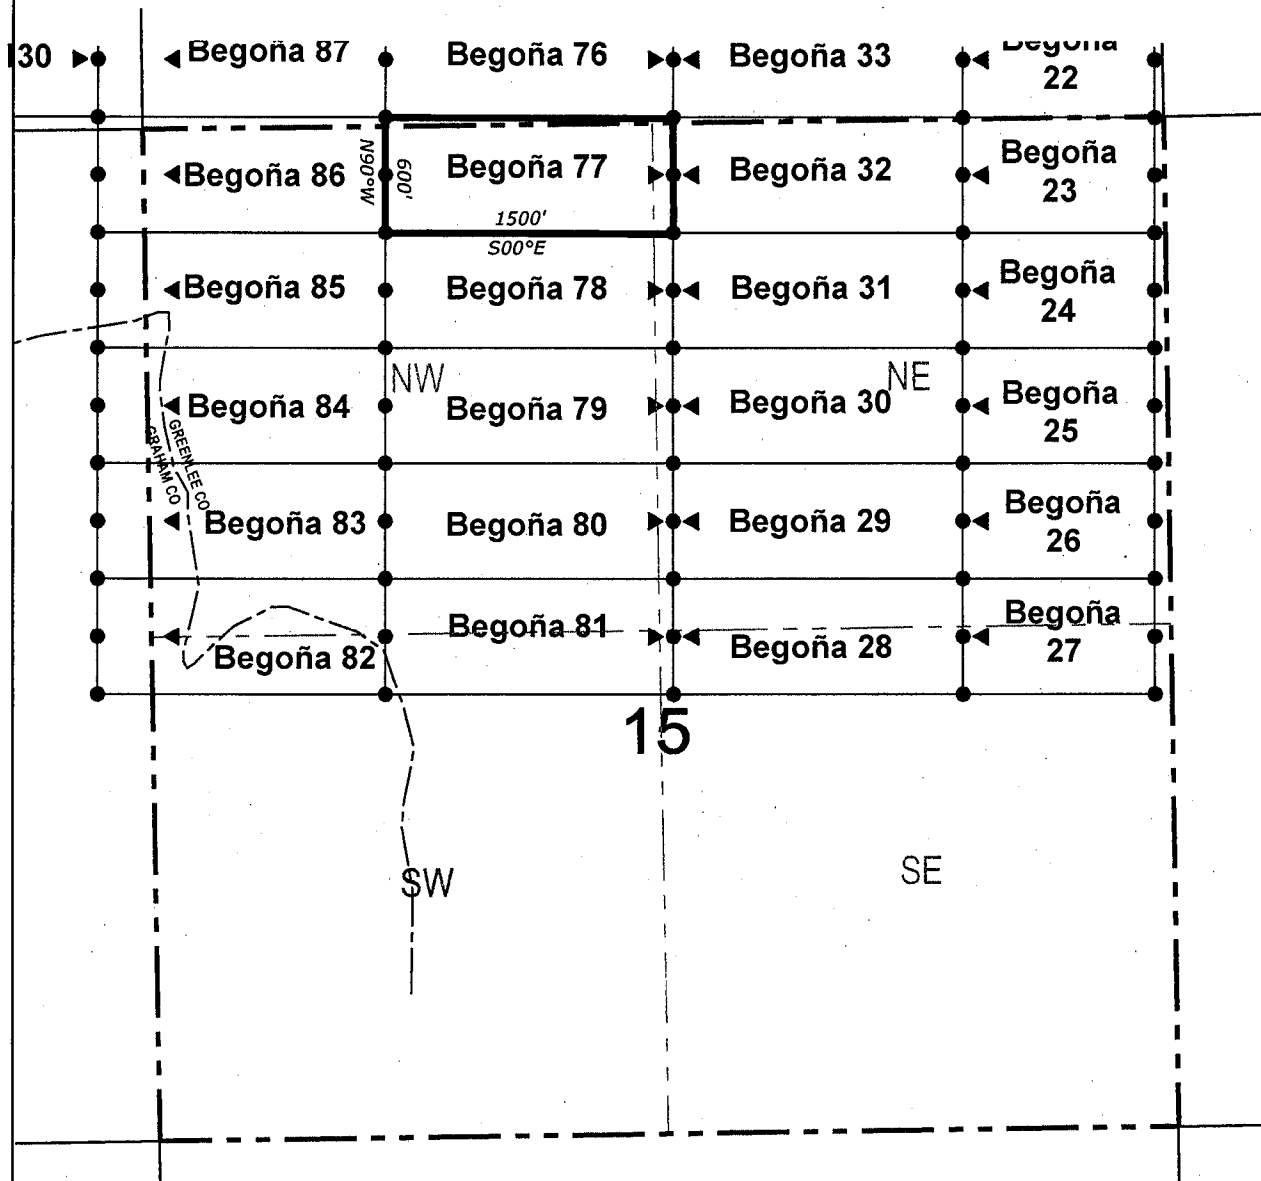 130
Begoña 87
Begoña 76
Begoña 33
Begoña
22
Begoña 86
N90°W
600'
Begoña 77
1500'
S00°E
Begoña 32
Begoña
23
Begoña 85
Begoña 78
Begoña 31
Begoña
24
NW
NE
Begoña 84
Begoña 79
Begoña 30
Begoña
25
GREENLEE CO
GRAHAM CO
Begoña 83
Begoña 80
Begoña 29
Begoña
26
Begoña 82
Begoña 81
Begoña 28
Begoña
27
15
SW
SE